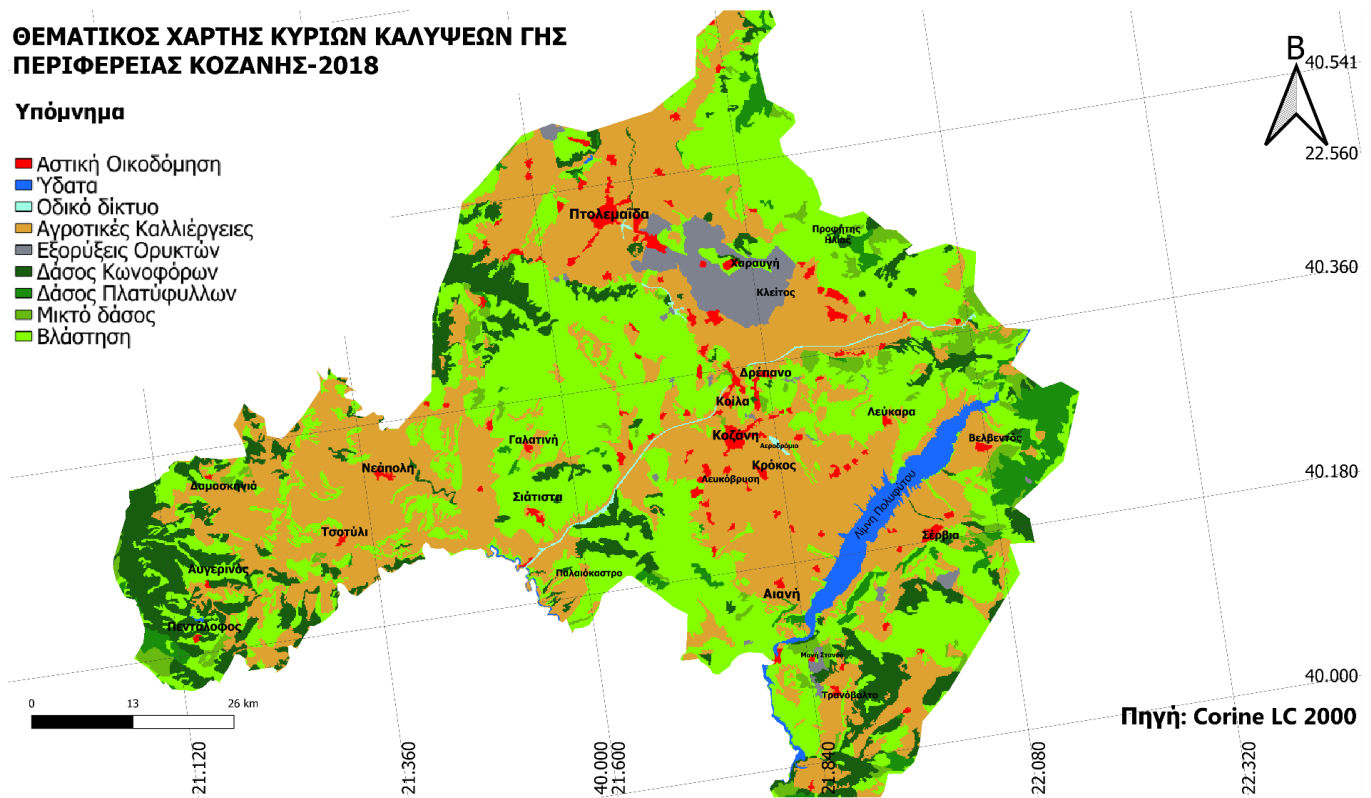 ΘΕΜΑΤΙΚΟΣ ΧΑΡΤΗΣ ΚΥΡΙΩΝ ΚΑΛΥΨΕΩΝ ΓΗΣ
ΠΕΡΙΦΕΡΕΙΑΣ ΚΟΖΑΝΗΣ-2018
Υπόμνημα
Αστική Οικοδόμηση
Ύδατα
Οδικό δίκτυο
Αγροτικές Καλλιέργειες
Εξορύξεις Ορυκτών
Δάσος Κωνοφόρων
Δάσος Πλατύφυλλων
Μικτό δάσος
Βλάστηση
Β
40.541
22.560
40.360
40.180
40.000
Πτολεμαΐδα
Προφήτης
Ηλίας
Χαραυγή
Κλείτος
Δρέπανο
Κοίλα
Λεύκαρα
Κοζάνη
Αεροδρόμιο
Βελβεντός
Γαλατινή
Κρόκος
Νεάπολη
Λευκόβρυση
Δαμασκηνιά
Σιάτιστα
Λίμνη Πολυφύτου
Τσοτύλι
Σέρβια
Αυγερινός
Παλαιόκαστρο
Αιανή
Πεντάλοφος
Μονή Στανού
Τρανόβαλτο
0 13 26 km
Πηγή: Corine LC 2000
21.120
21.360
40.000
21.600
21.840
22.080
22.320